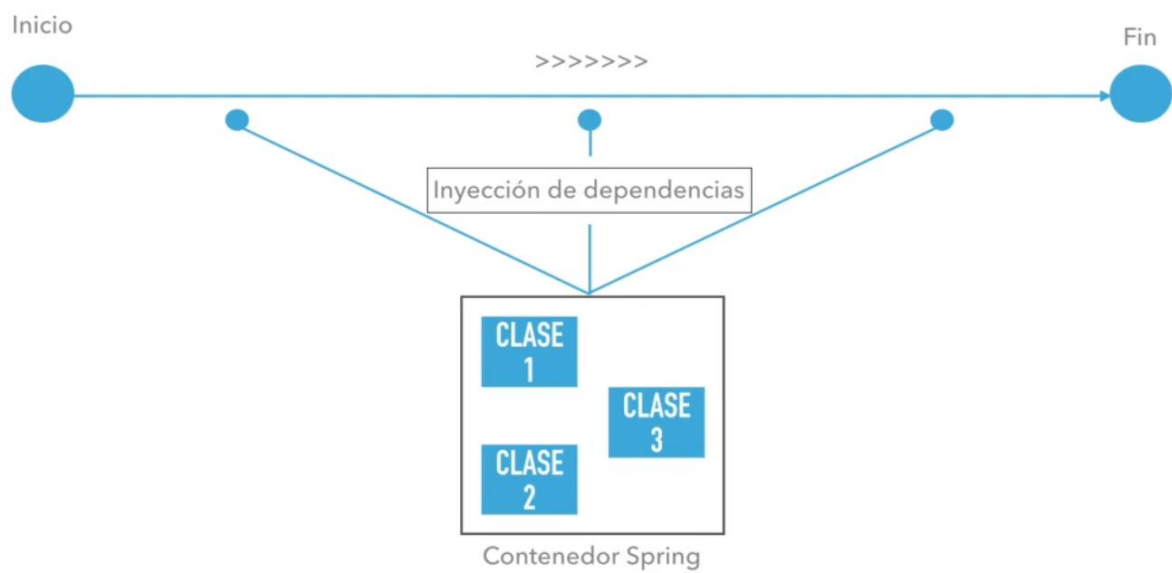 Inicio
Fin
>>>>>>>
Inyección de dependencias
CLASE
1
CLASE
3
CLASE
2
Contenedor Spring